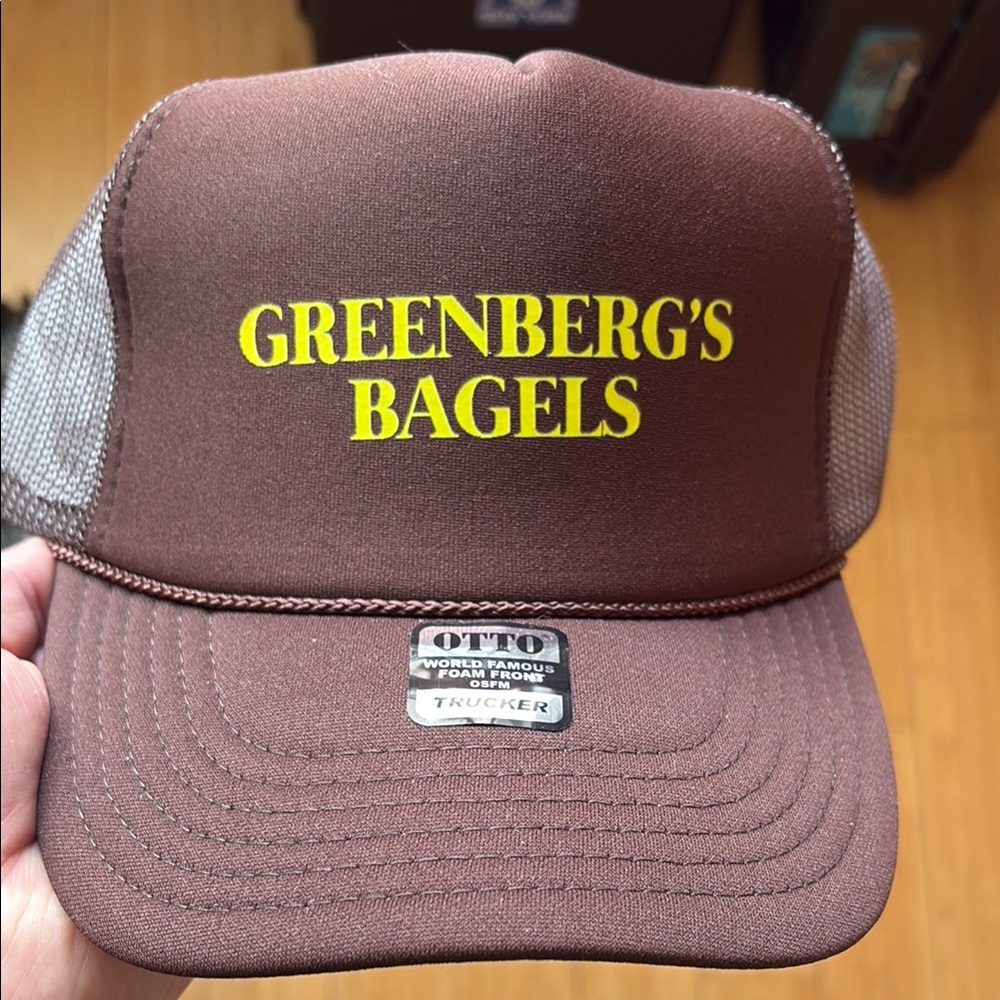 GREENBERG'S
BAGELS
OTTO
WORLD FAMOUS
FOAM FRONT
OSFM
TRUCKER